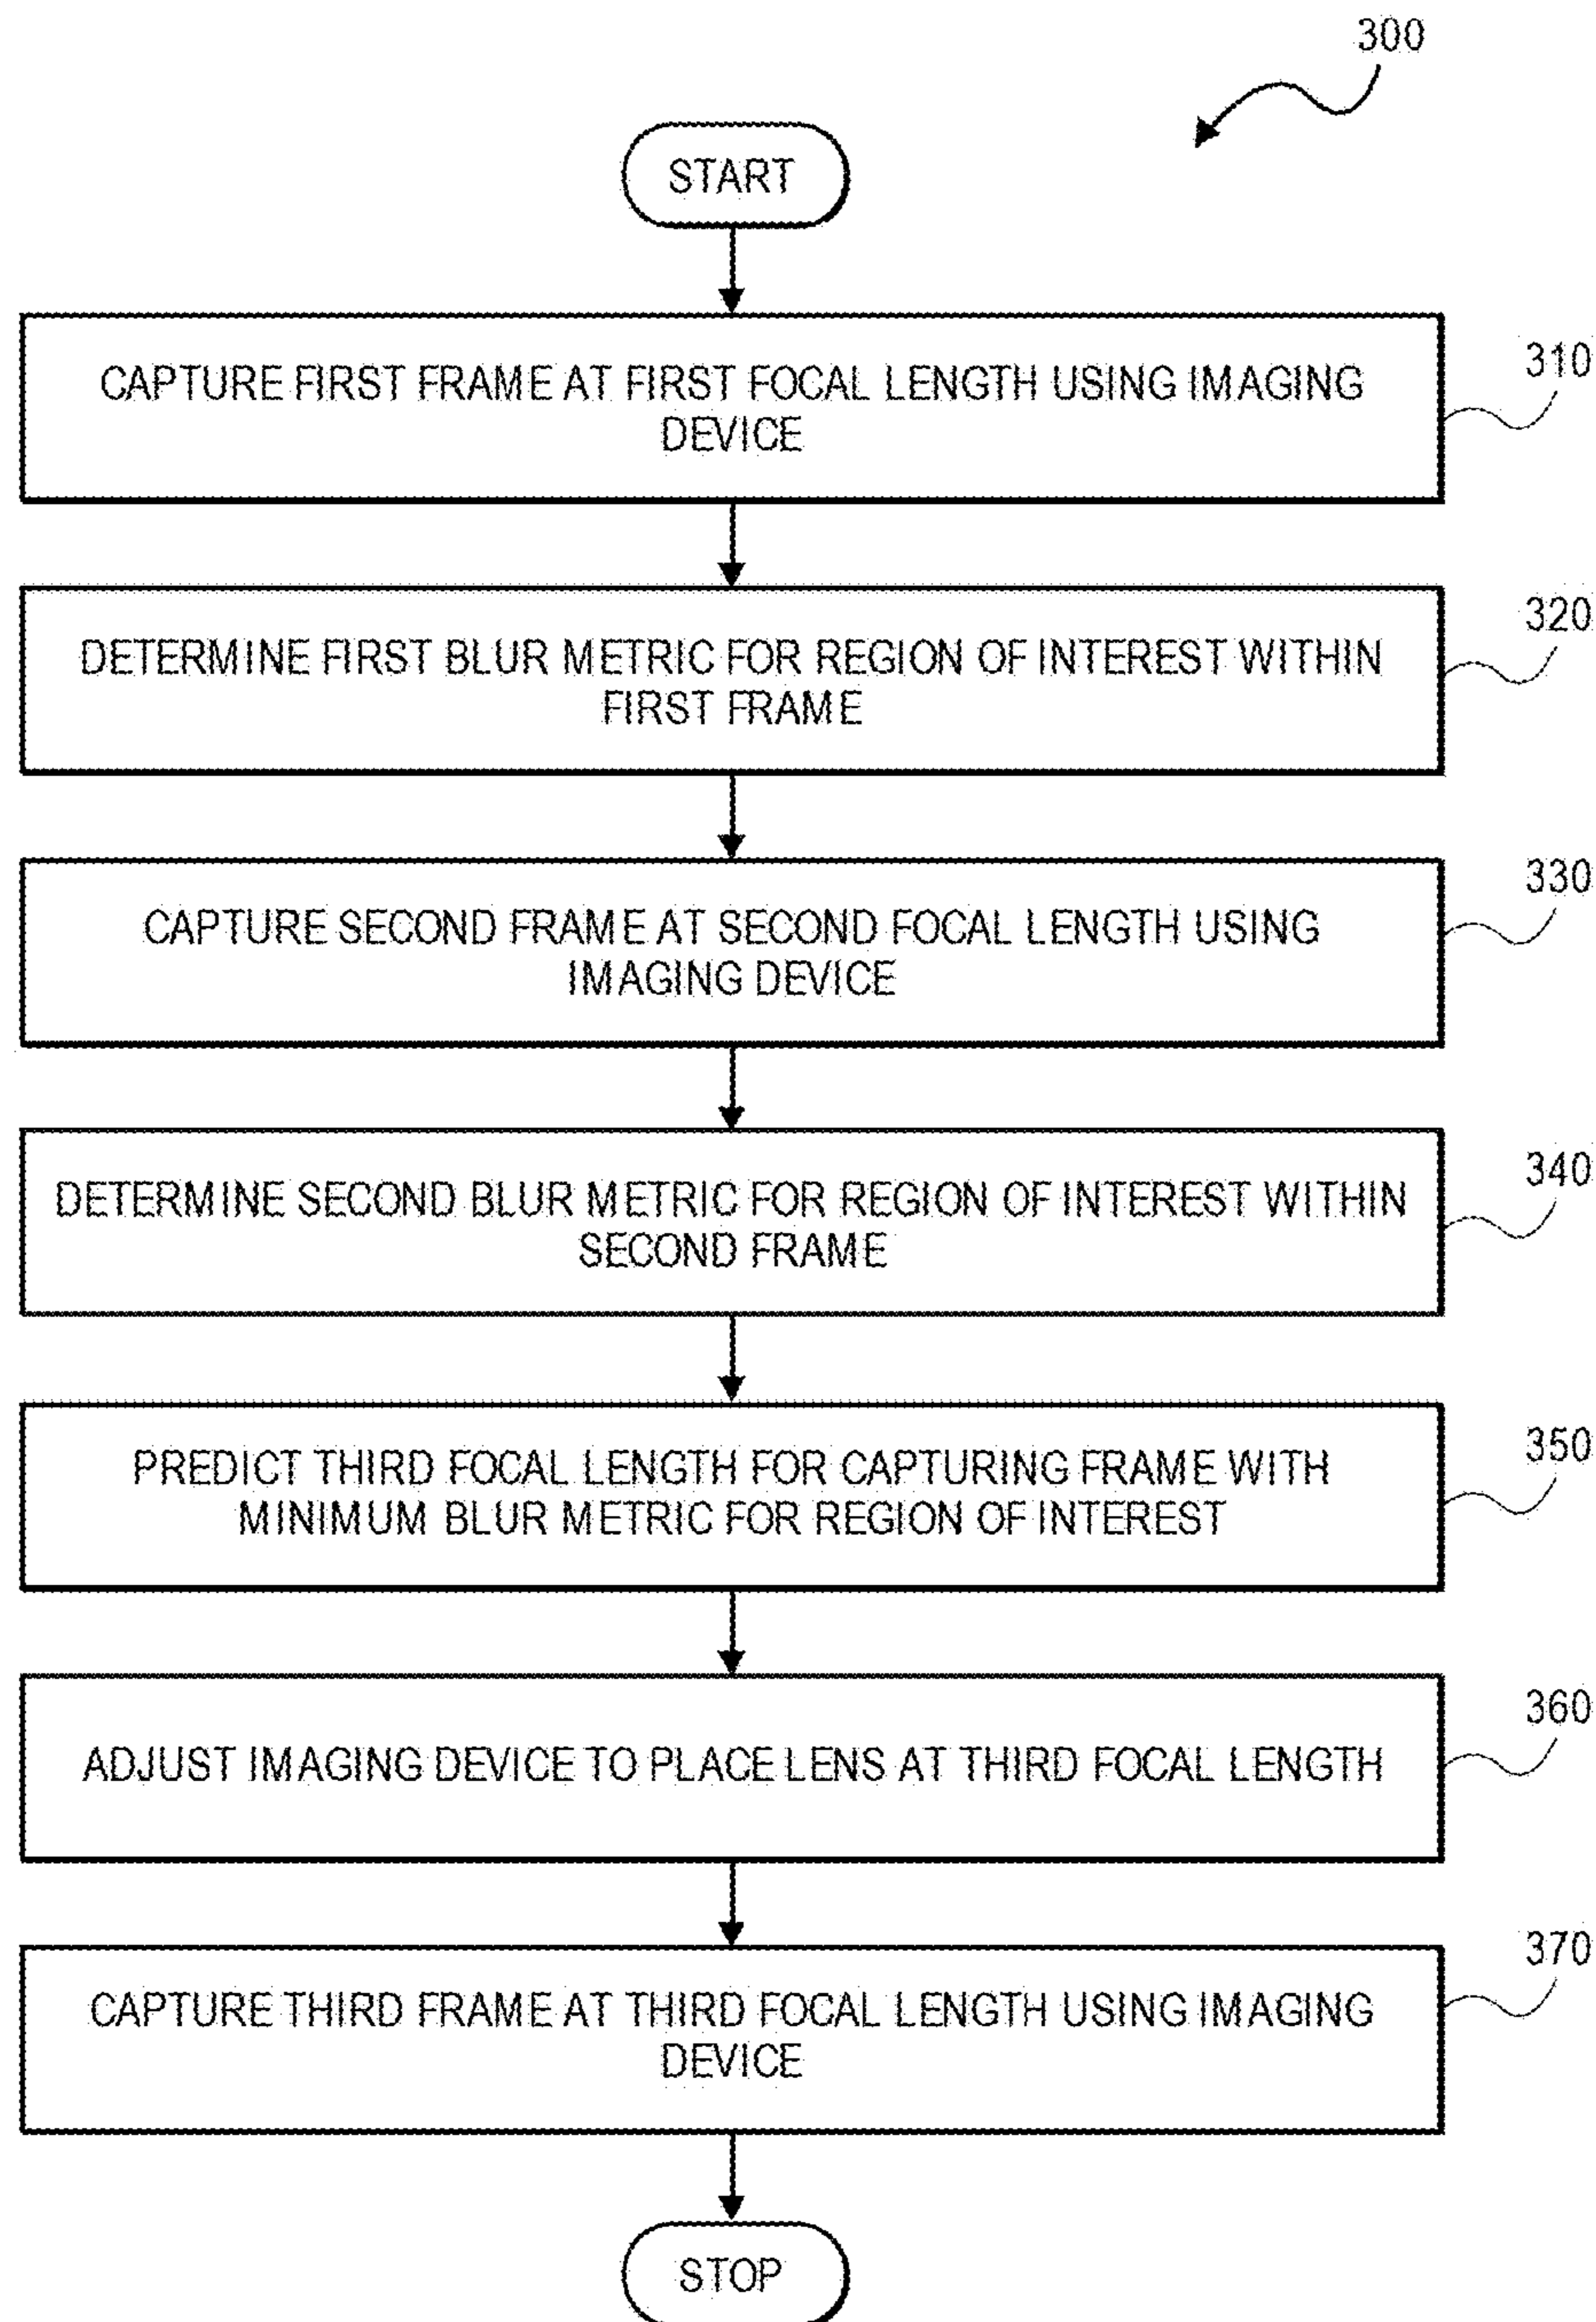 300
START
CAPTURE FIRST FRAME AT FIRST FOCAL LENGTH USING IMAGING
DEVICE
310
DETERMINE FIRST BLUR METRIC FOR REGION OF INTEREST WITHIN
FIRST FRAME
320
CAPTURE SECOND FRAME AT SECOND FOCAL LENGTH USING
IMAGING DEVICE
330
DETERMINE SECOND BLUR METRIC FOR REGION OF INTEREST WITHIN
SECOND FRAME
340
PREDICT THIRD FOCAL LENGTH FOR CAPTURING FRAME WITH
MINIMUM BLUR METRIC FOR REGION OF INTEREST
350
ADJUST IMAGING DEVICE TO PLACE LENS AT THIRD FOCAL LENGTH
360
CAPTURE THIRD FRAME AT THIRD FOCAL LENGTH USING IMAGING
DEVICE
370
STOP